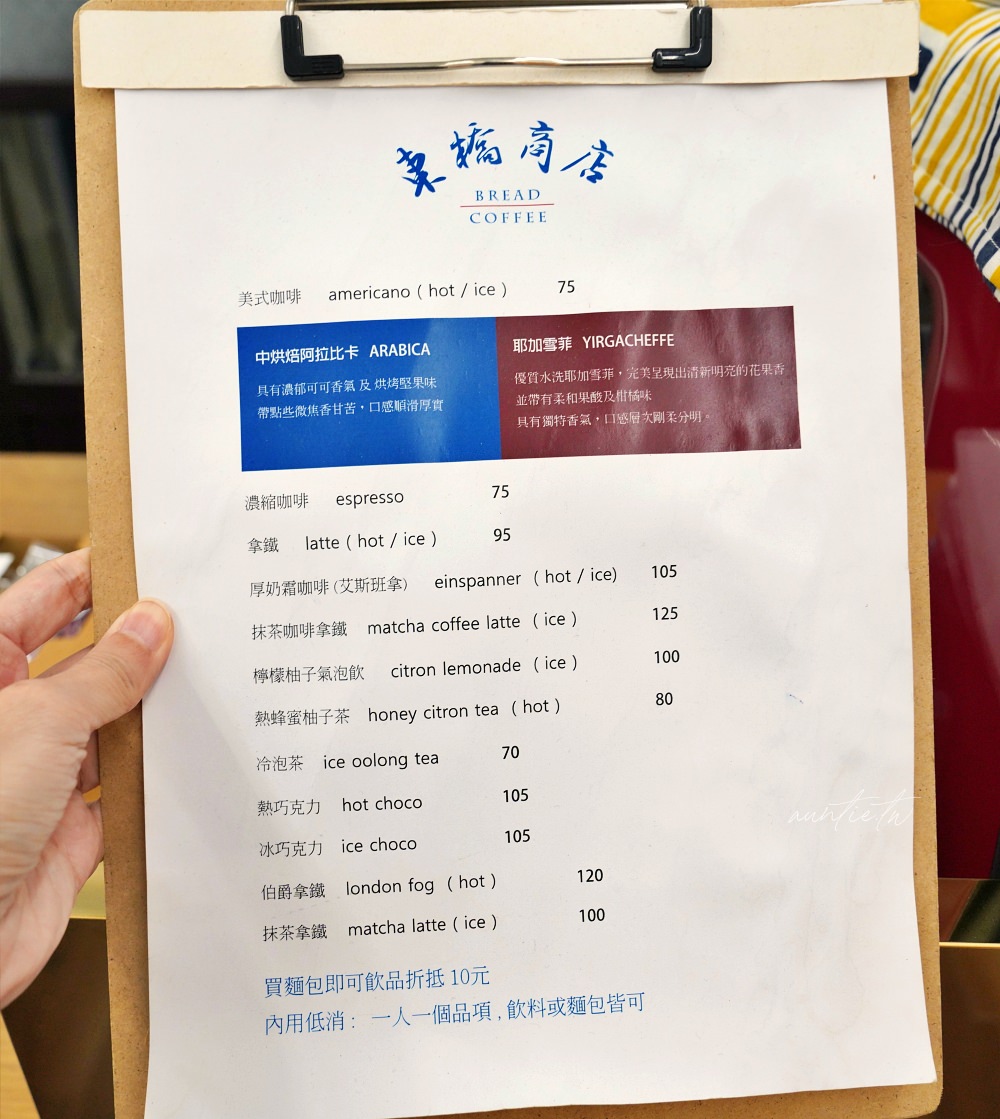 東橋商店
BREAD
COFFEE
美式咖啡 americano ( hot / ice ) 75
中烘焙阿拉比卡 ARABICA
具有濃郁可可香氣 及 烘烤堅果味
帶點些微焦香甘苦，口感順滑厚實
耶加雪菲 YIRGACHEFFE
優質水洗耶加雪菲，完美呈現出清新明亮的花果香
並帶有柔和果酸及柑橘味
具有獨特香氣，口感層次剛柔分明。
濃縮咖啡 espresso 75
拿鐵 latte ( hot / ice ) 95
厚奶霜咖啡 (艾斯班拿) einspanner ( hot / ice) 105
抹茶咖啡拿鐵 matcha coffee latte ( ice ) 125
檸檬柚子氣泡飲 citron lemonade ( ice ) 100
熱蜂蜜柚子茶 honey citron tea ( hot ) 80
冷泡茶 ice oolong tea 70
熱巧克力 hot choco 105
冰巧克力 ice choco 105
伯爵拿鐵 london fog ( hot ) 120
抹茶拿鐵 matcha latte ( ice ) 100
買麵包即可飲品折抵 10元
內用低消： 一人一個品項 , 飲料或麵包皆可
auntieth